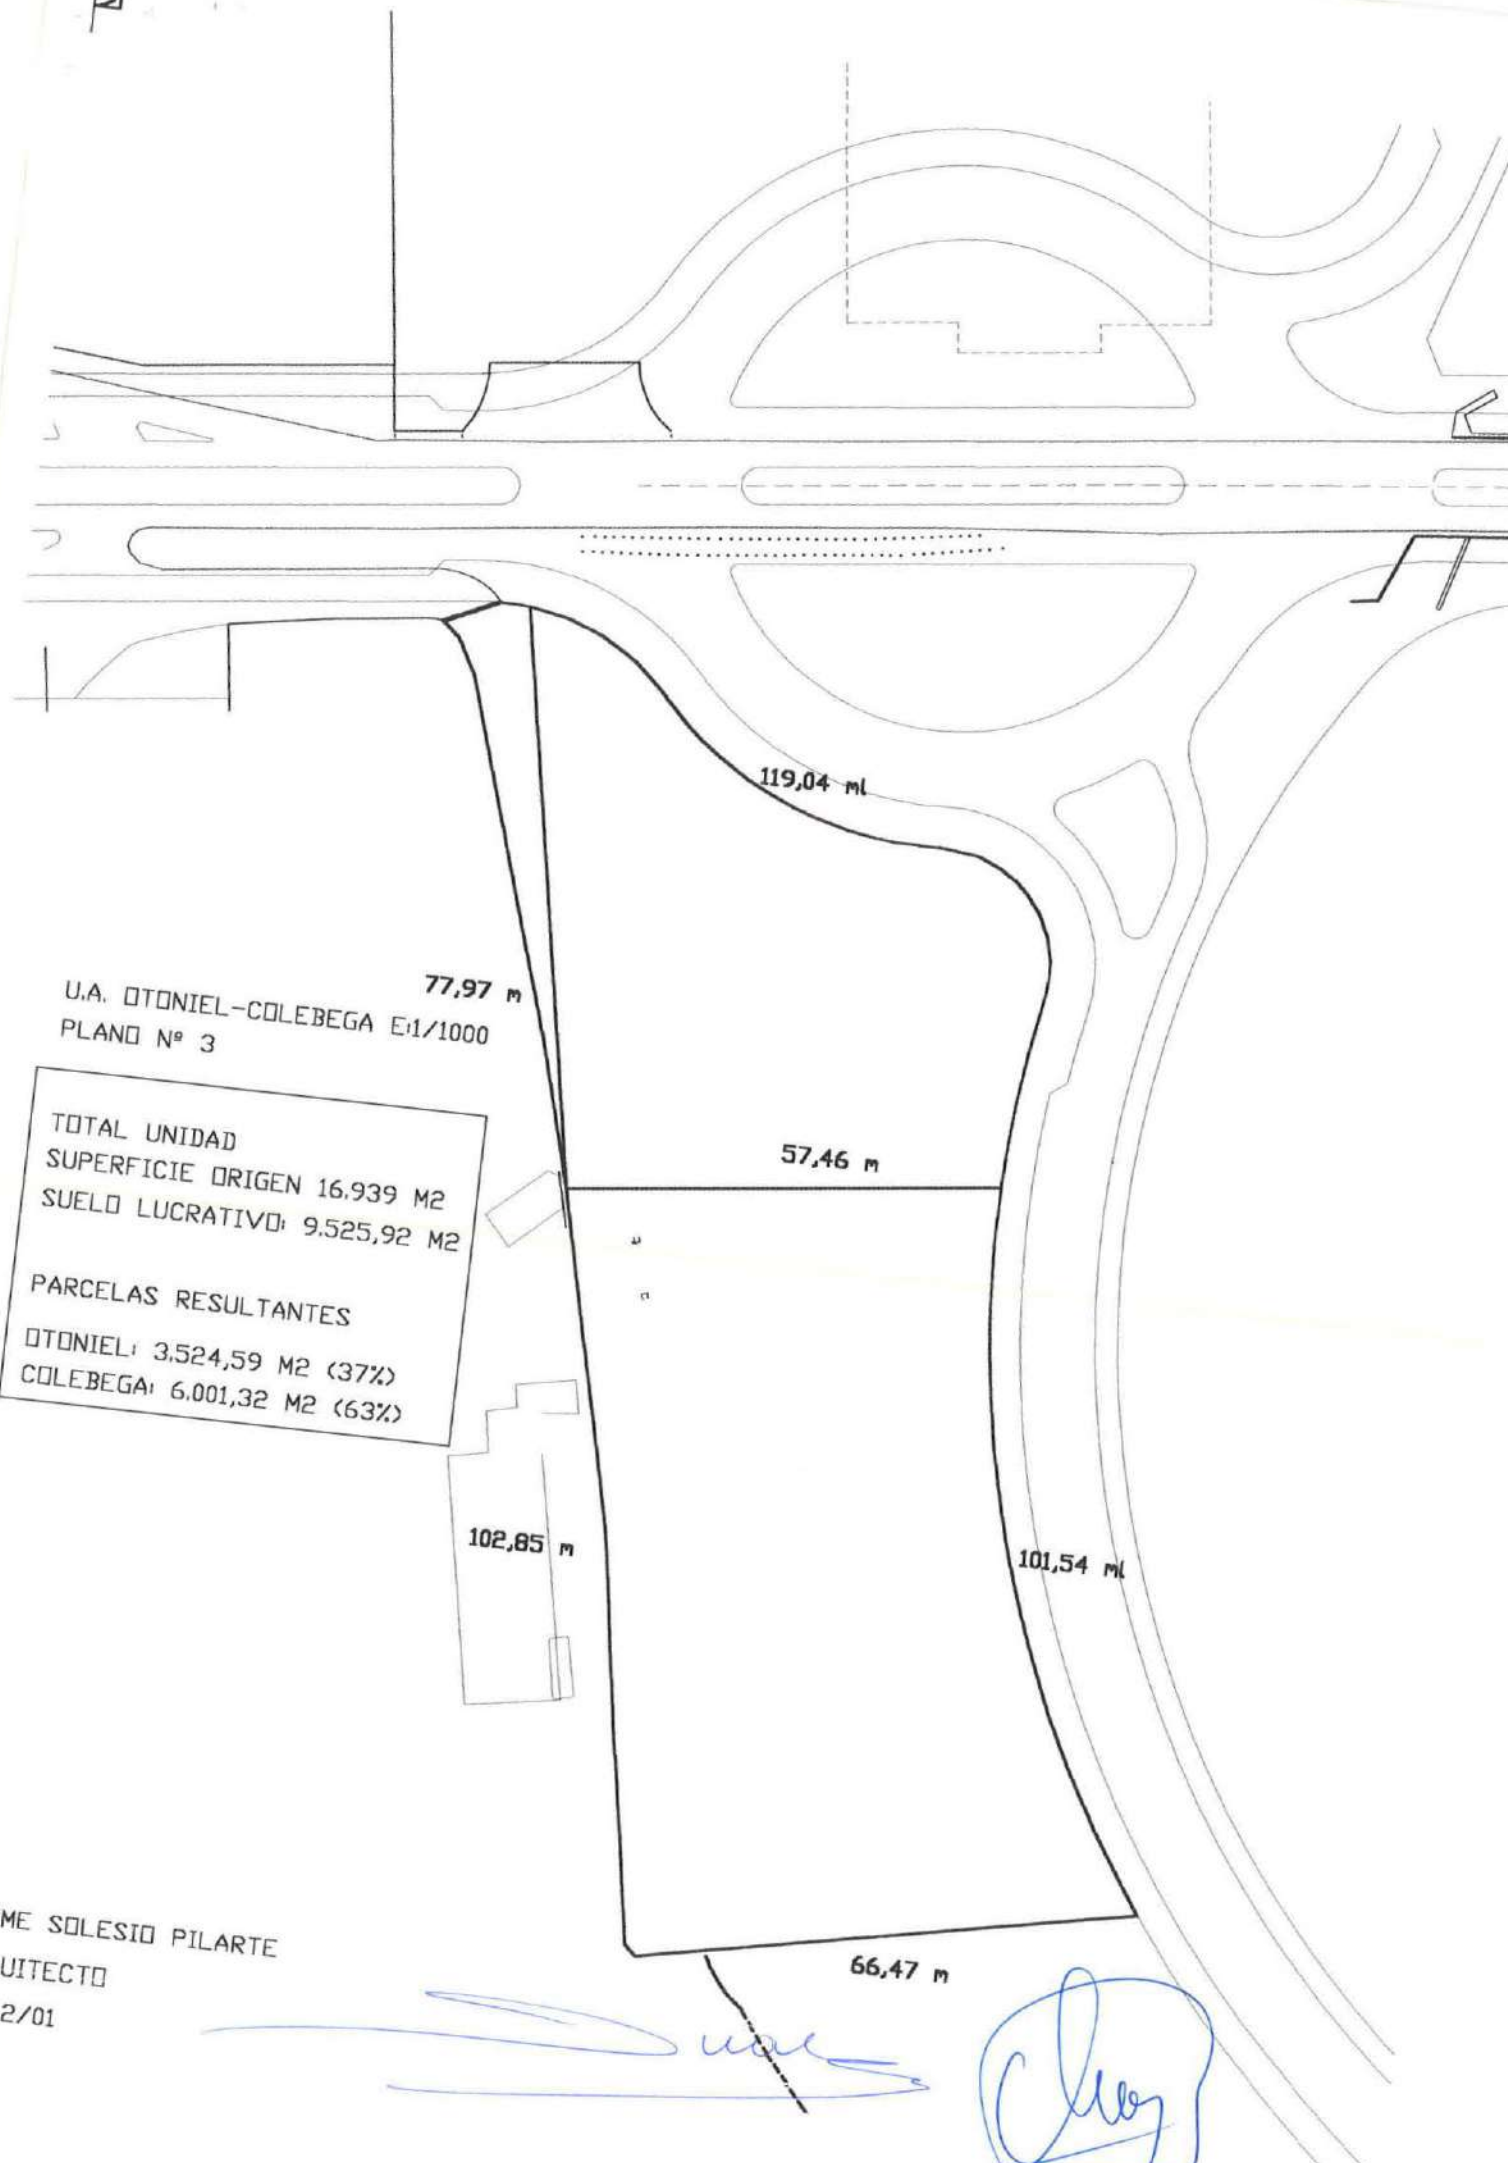 119,04 ml
77,97 m
U.A. OTONIEL-COLEBEGA E:1/1000
PLANO Nº 3
57,46 m
TOTAL UNIDAD
SUPERFICIE ORIGEN 16.939 M2
SUELO LUCRATIVO: 9.525,92 M2
PARCELAS RESULTANTES
OTONIEL: 3.524,59 M2 (37%)
COLEBEGA: 6.001,32 M2 (63%)
102,85 m
101,54 ml
ME SOLESIO PILARTE
UITECTO
2/01
66,47 m